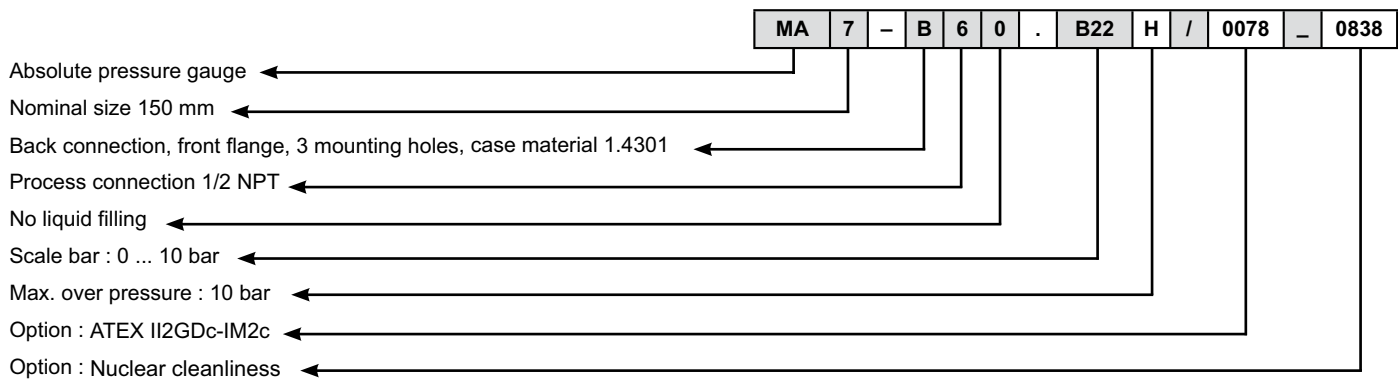 MA 7 – B 6 0 . B22 H / 0078 _ 0838
Absolute pressure gauge
Nominal size 150 mm
Back connection, front flange, 3 mounting holes, case material 1.4301
Process connection 1/2 NPT
No liquid filling
Scale bar : 0 ... 10 bar
Max. over pressure : 10 bar
Option : ATEX II2GDc-IM2c
Option : Nuclear cleanliness